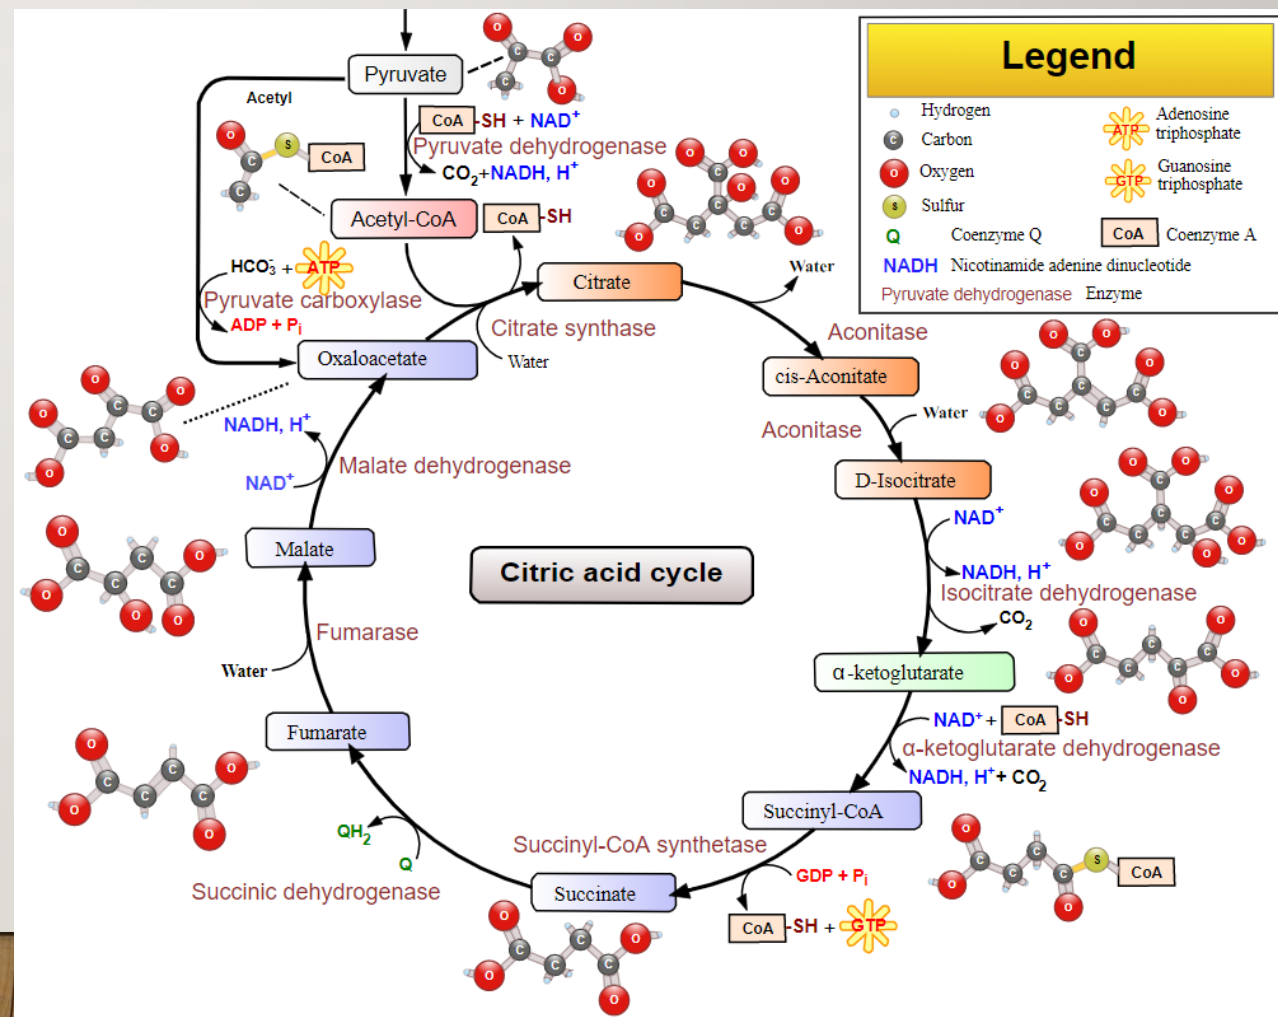 Pyruvate
Acetyl
CoA -SH + NAD⁺
Pyruvate dehydrogenase
CO₂+NADH, H⁺
S
CoA
Acetyl-CoA
CoA -SH
HCO₃⁻ + ATP
Pyruvate carboxylase
ADP + Pᵢ
Citrate
Citrate synthase
Water
Water
Aconitase
Oxaloacetate
cis-Aconitate
Water
Aconitase
D-Isocitrate
NADH, H⁺
Malate dehydrogenase
NAD⁺
NAD⁺
NADH, H⁺
Isocitrate dehydrogenase
CO₂
Malate
Citric acid cycle
Fumarase
Water
α-ketoglutarate
NAD⁺ + CoA -SH
α-ketoglutarate dehydrogenase
NADH, H⁺ + CO₂
Fumarate
Succinyl-CoA
QH₂
Q
Succinyl-CoA synthetase
Succinic dehydrogenase
GDP + Pᵢ
Succinate
CoA -SH + GTP
S
CoA
Legend
Hydrogen
C Carbon
O Oxygen
S Sulfur
Q Coenzyme Q
NADH Nicotinamide adenine dinucleotide
Pyruvate dehydrogenase Enzyme
ATP Adenosine
triphosphate
GTP Guanosine
triphosphate
CoA Coenzyme A